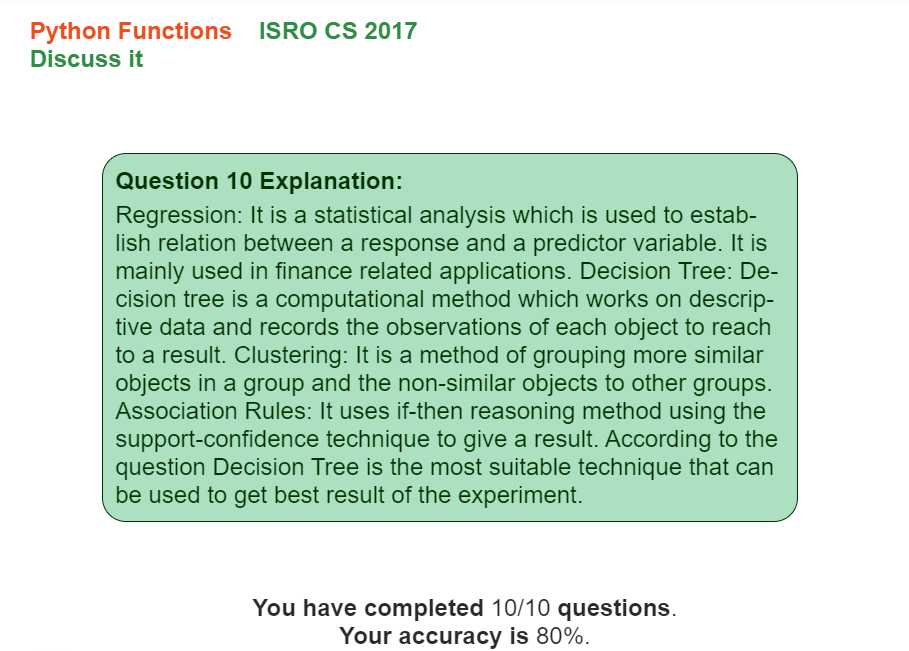 Python Functions ISRO CS 2017
Discuss it
Question 10 Explanation:
Regression: It is a statistical analysis which is used to estab-
lish relation between a response and a predictor variable. It is
mainly used in finance related applications. Decision Tree: De-
cision tree is a computational method which works on descrip-
tive data and records the observations of each object to reach
to a result. Clustering: It is a method of grouping more similar
objects in a group and the non-similar objects to other groups.
Association Rules: It uses if-then reasoning method using the
support-confidence technique to give a result. According to the
question Decision Tree is the most suitable technique that can
be used to get best result of the experiment.
You have completed 10/10 questions.
Your accuracy is 80%.